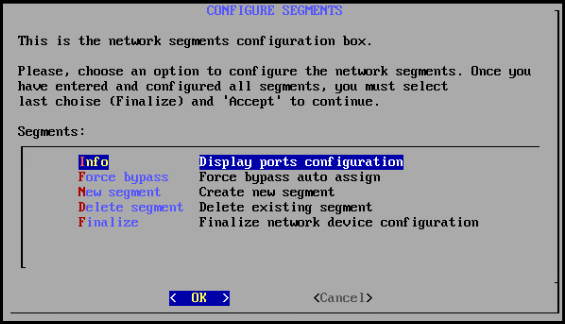 CONFIGURE SEGMENTS
This is the network segments configuration box.
Please, choose an option to configure the network segments. Once you
have entered and configured all segments, you must select
last choise (Finalize) and 'Accept' to continue.
Segments:
Info Display ports configuration
Force bypass Force bypass auto assign
New segment Create new segment
Delete segment Delete existing segment
Finalize Finalize network device configuration
< OK > <Cancel>